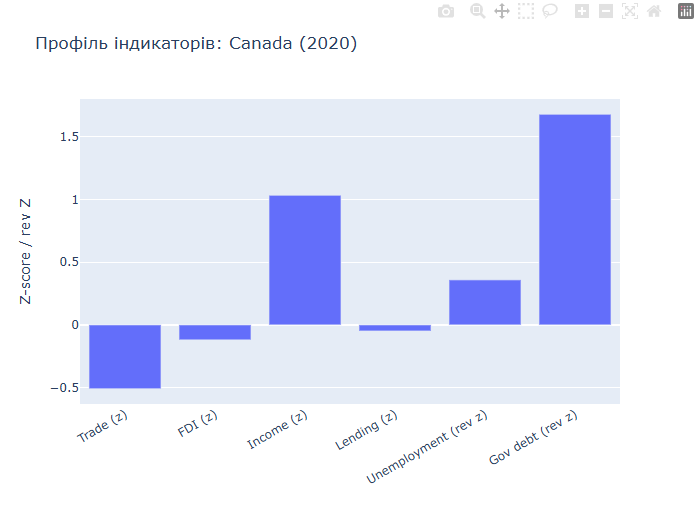 Профіль індикаторів: Canada (2020)
Z-score / rev Z
1.5
1
0.5
0
−0.5
Trade (z)
FDI (z)
Income (z)
Lending (z)
Unemployment (rev z)
Gov debt (rev z)